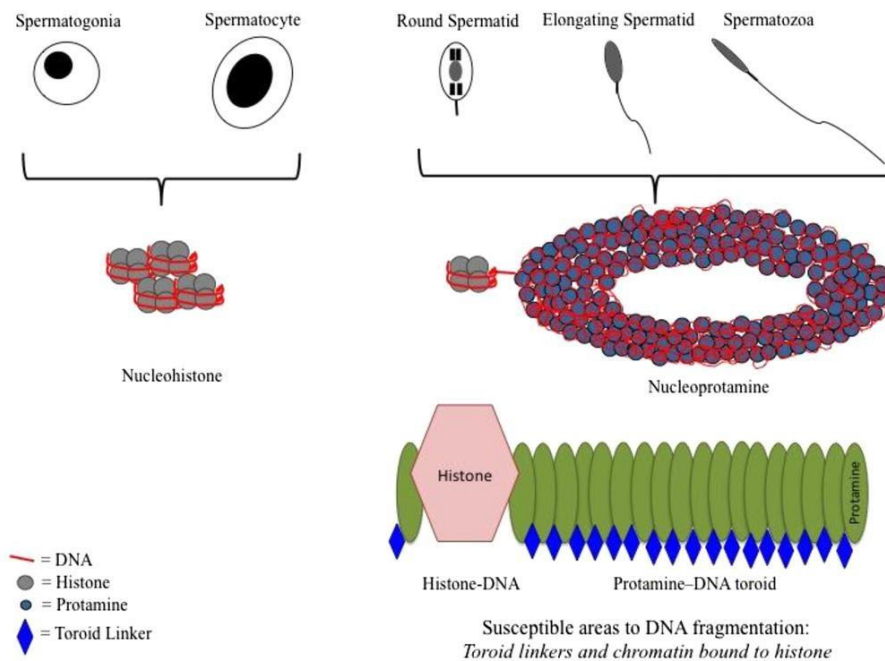 Spermatogonia
Spermatocyte
Round Spermatid
Elongating Spermatid
Spermatozoa
Nucleohistone
Nucleoprotamine
Histone
Protamine
= DNA
= Histone
= Protamine
= Toroid Linker
Histone-DNA
Protamine–DNA toroid
Susceptible areas to DNA fragmentation:
Toroid linkers and chromatin bound to histone